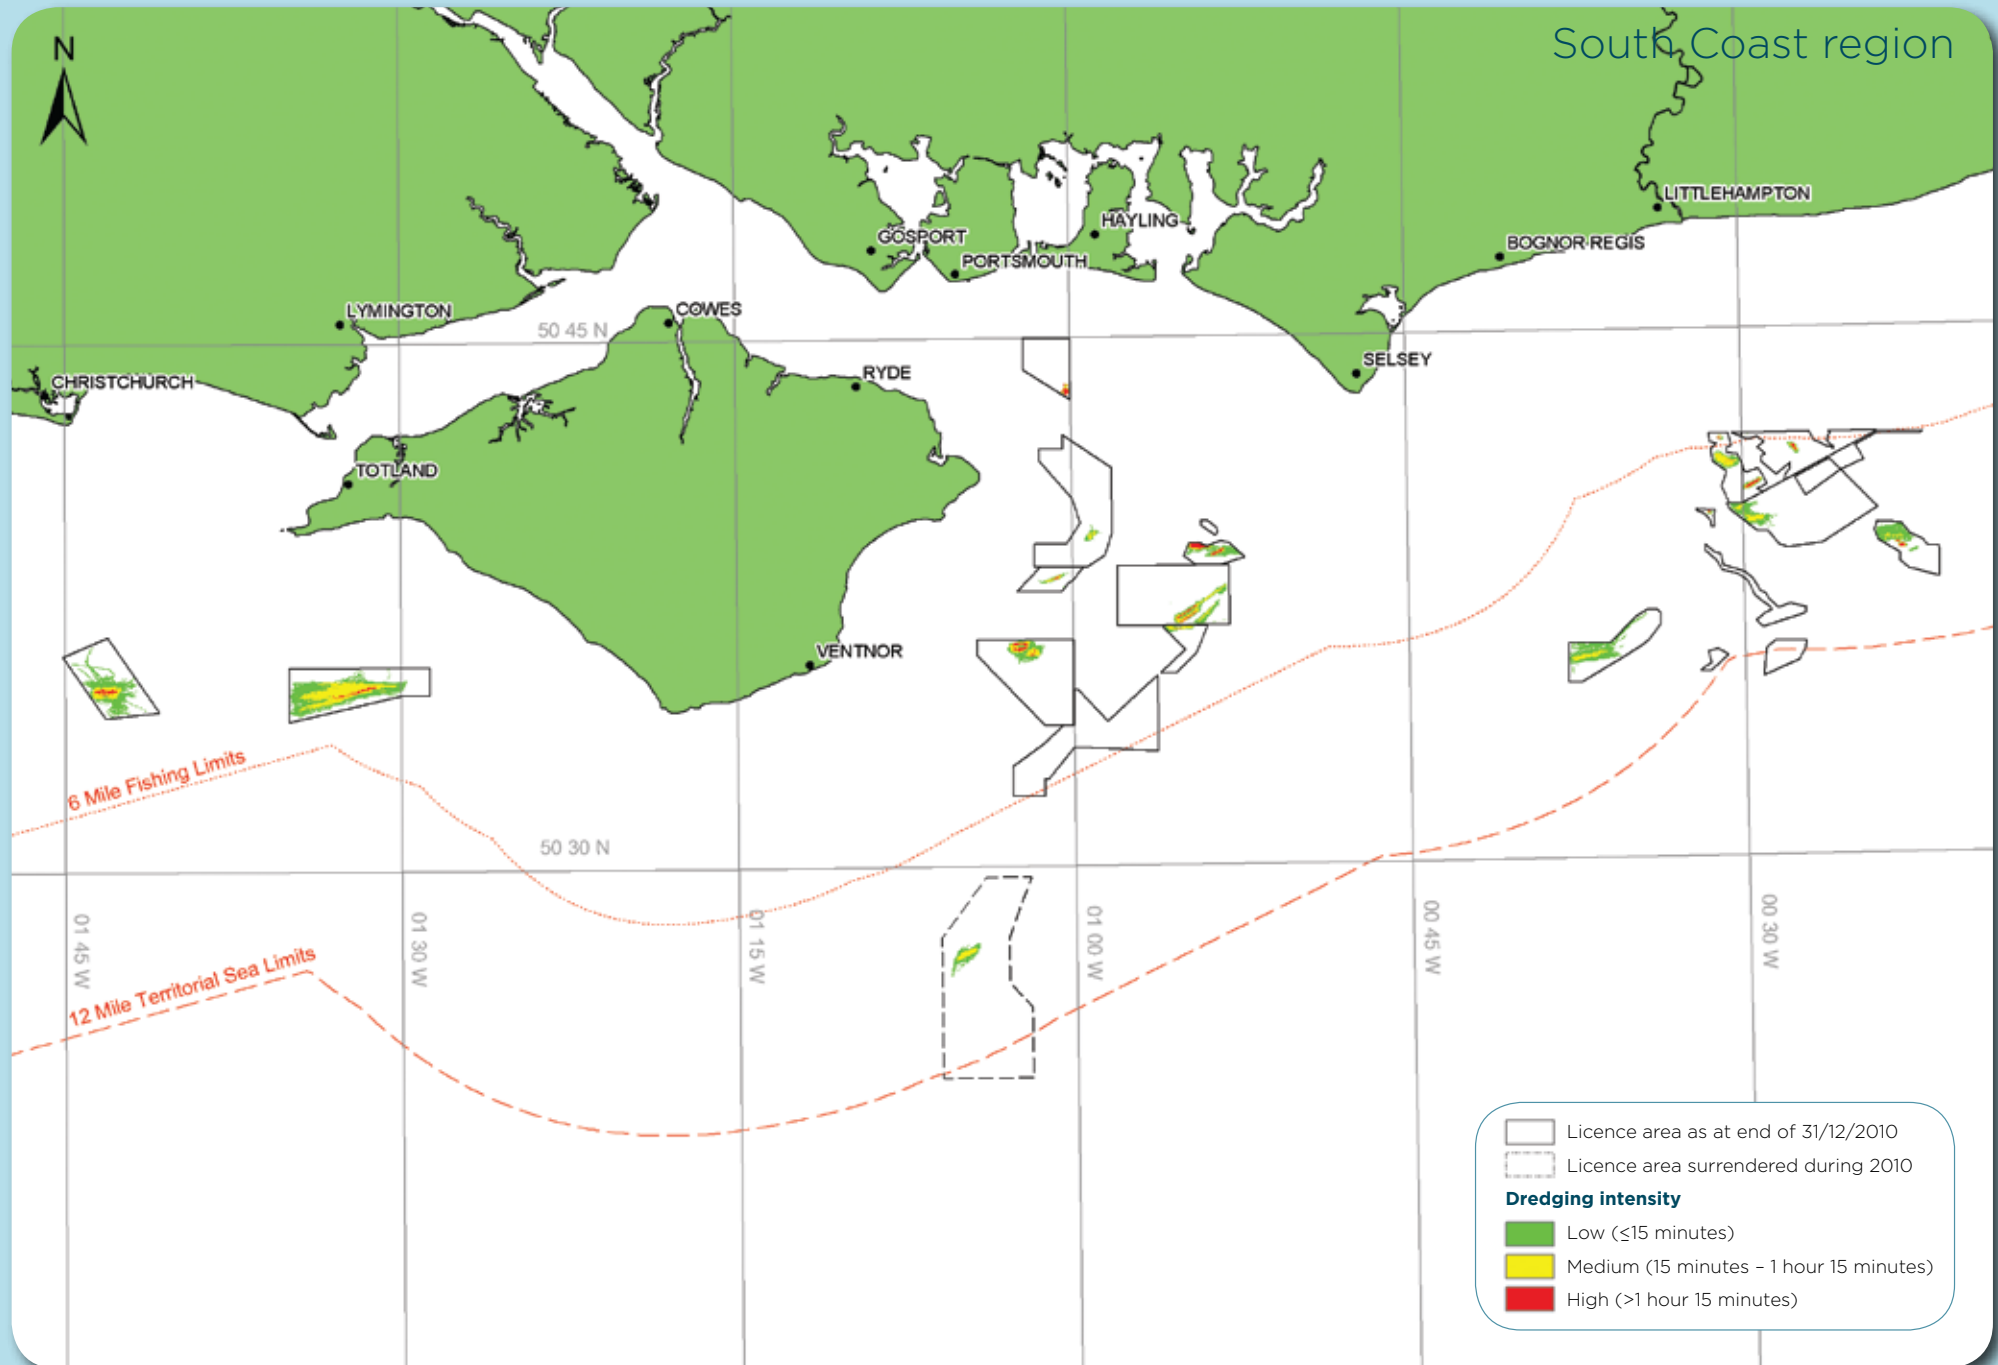 South Coast region
N
LITTLEHAMPTON
HAYLING
GOSPORT
BOGNOR REGIS
PORTSMOUTH
LYMINGTON
COWES
50 45 N
SELSEY
RYDE
CHRISTCHURCH
TOTLAND
VENTNOR
6 Mile Fishing Limits
50 30 N
01 45 W
01 30 W
01 15 W
01 00 W
00 45 W
00 30 W
12 Mile Territorial Sea Limits
Licence area as at end of 31/12/2010
Licence area surrendered during 2010
Dredging intensity
Low (≤15 minutes)
Medium (15 minutes – 1 hour 15 minutes)
High (>1 hour 15 minutes)